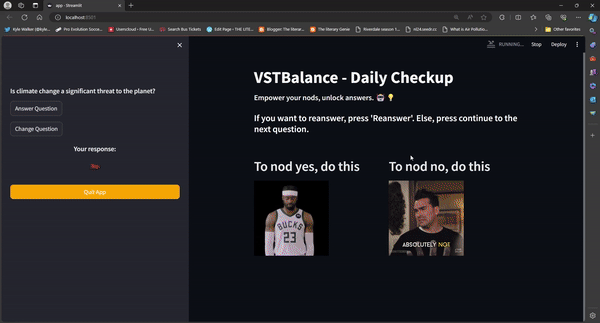 app - Streamlit
localhost:8501
Kyle Walker (@kyle...
Pro Evolution Socce...
Userscloud - Free U...
Search Bus Tickets
Edit Page - THE LITE...
Blogger: The literar...
The literary Genie
Riverdale season 1...
nl24.seedr.cc
What is Air Pollutio...
Other favorites
RUNNING...
Stop
Deploy
Is climate change a significant threat to the planet?
Answer Question
Change Question
Your response:
Quit App
VSTBalance - Daily Checkup
Empower your nods, unlock answers.
If you want to reanswer, press 'Reanswer'. Else, press continue to
the next question.
To nod yes, do this
To nod no, do this
BUCKS
23
ABSOLUTELY NOT